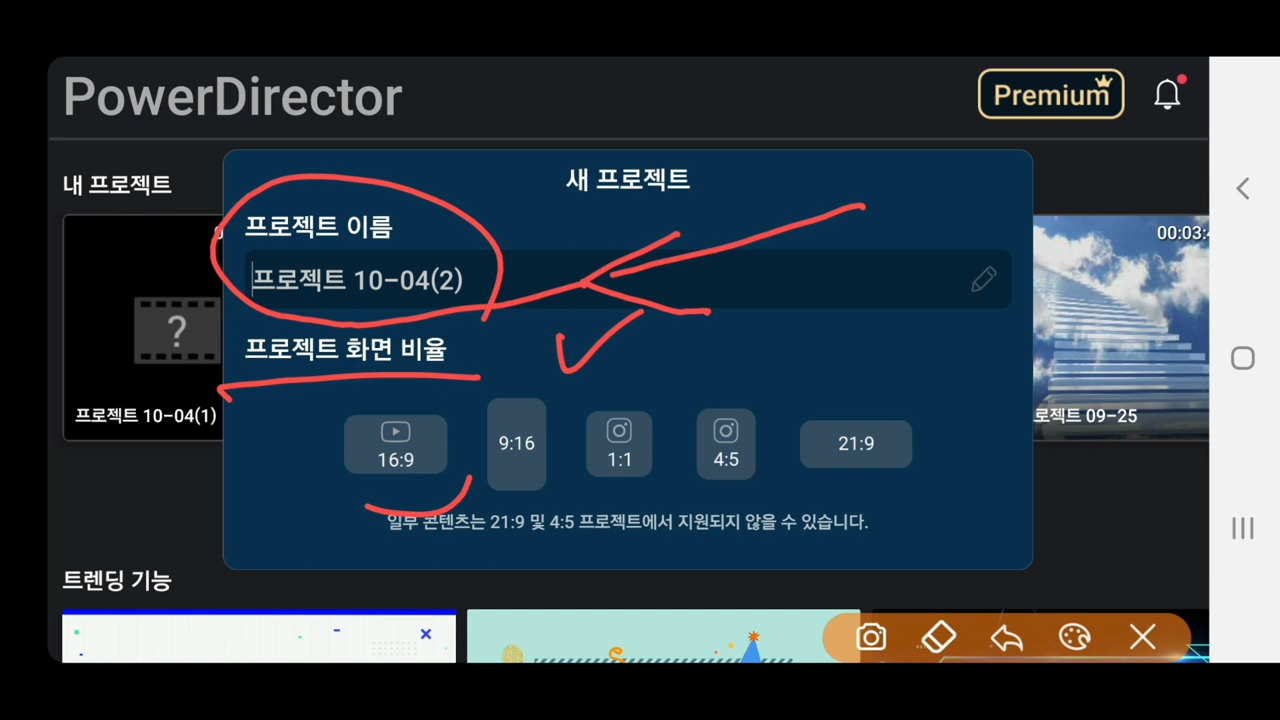 PowerDirector
Premium
내 프로젝트
새 프로젝트
프로젝트 이름
프로젝트 10-04(2)
00:03:4
?
프로젝트 화면 비율
프로젝트 10-04(1)
로젝트 09-25
16:9
9:16
1:1
4:5
21:9
일부 콘텐츠는 21:9 및 4:5 프로젝트에서 지원되지 않을 수 있습니다.
트렌딩 기능